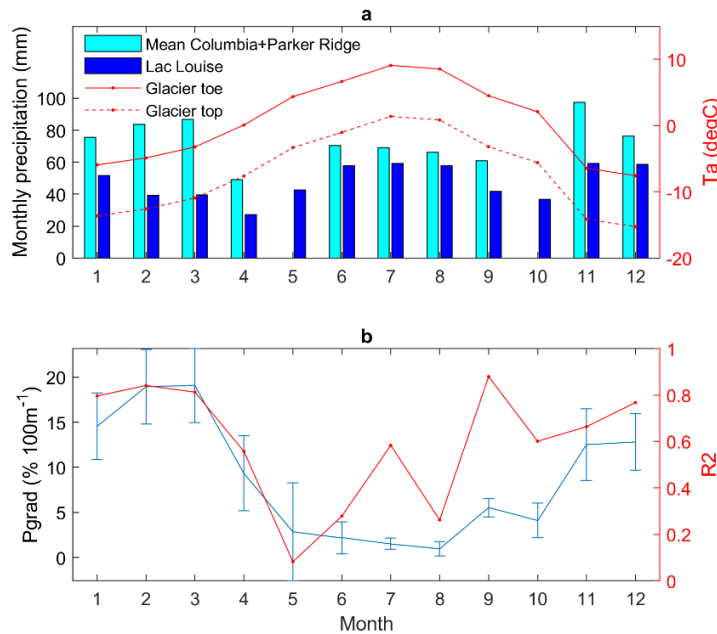 a
Monthly precipitation (mm)
0
20
40
60
80
100
Mean Columbia+Parker Ridge
Lac Louise
Glacier toe
Glacier top
10
0
-10
-20
Ta (degC)
1 2 3 4 5 6 7 8 9 10 11 12
b
Pgrad (% 100m⁻¹)
20
15
10
5
0
1
0.8
0.6
0.4
0.2
0
R2
1 2 3 4 5 6 7 8 9 10 11 12
Month